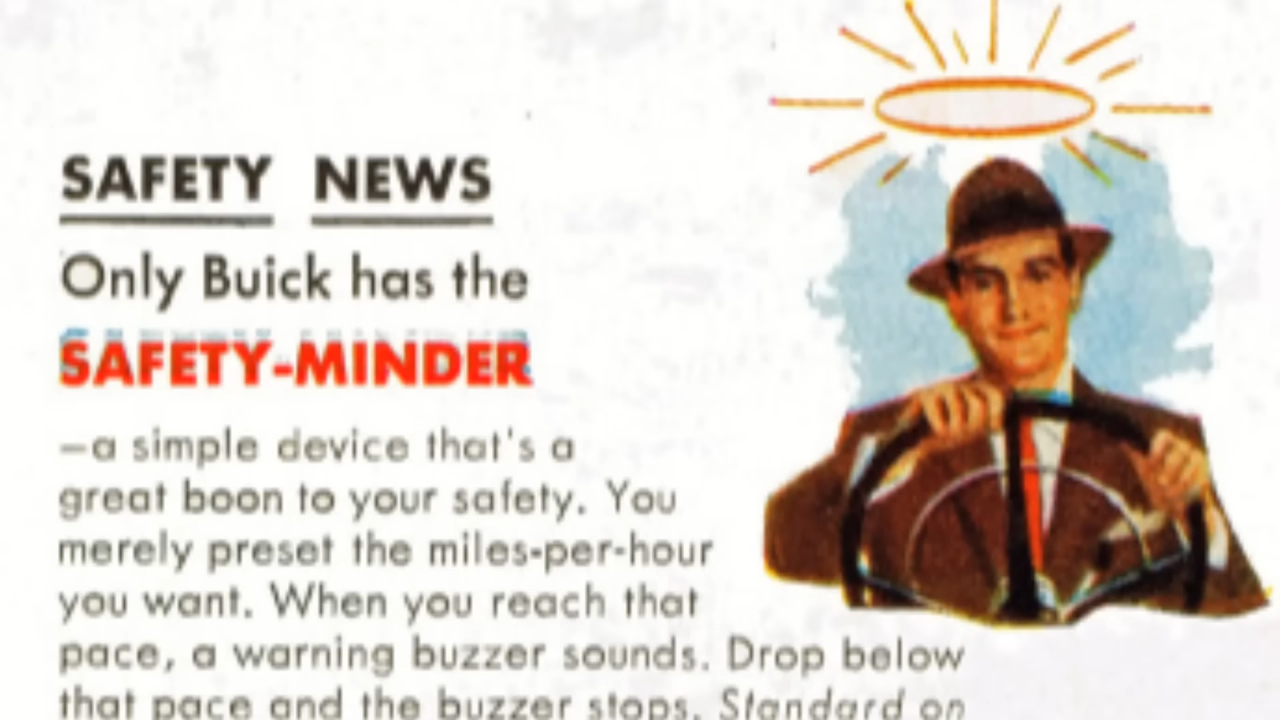 SAFETY NEWS
Only Buick has the
SAFETY-MINDER
—a simple device that's a
great boon to your safety. You
merely preset the miles-per-hour
you want. When you reach that
pace, a warning buzzer sounds. Drop below
that pace and the buzzer stops. Standard on